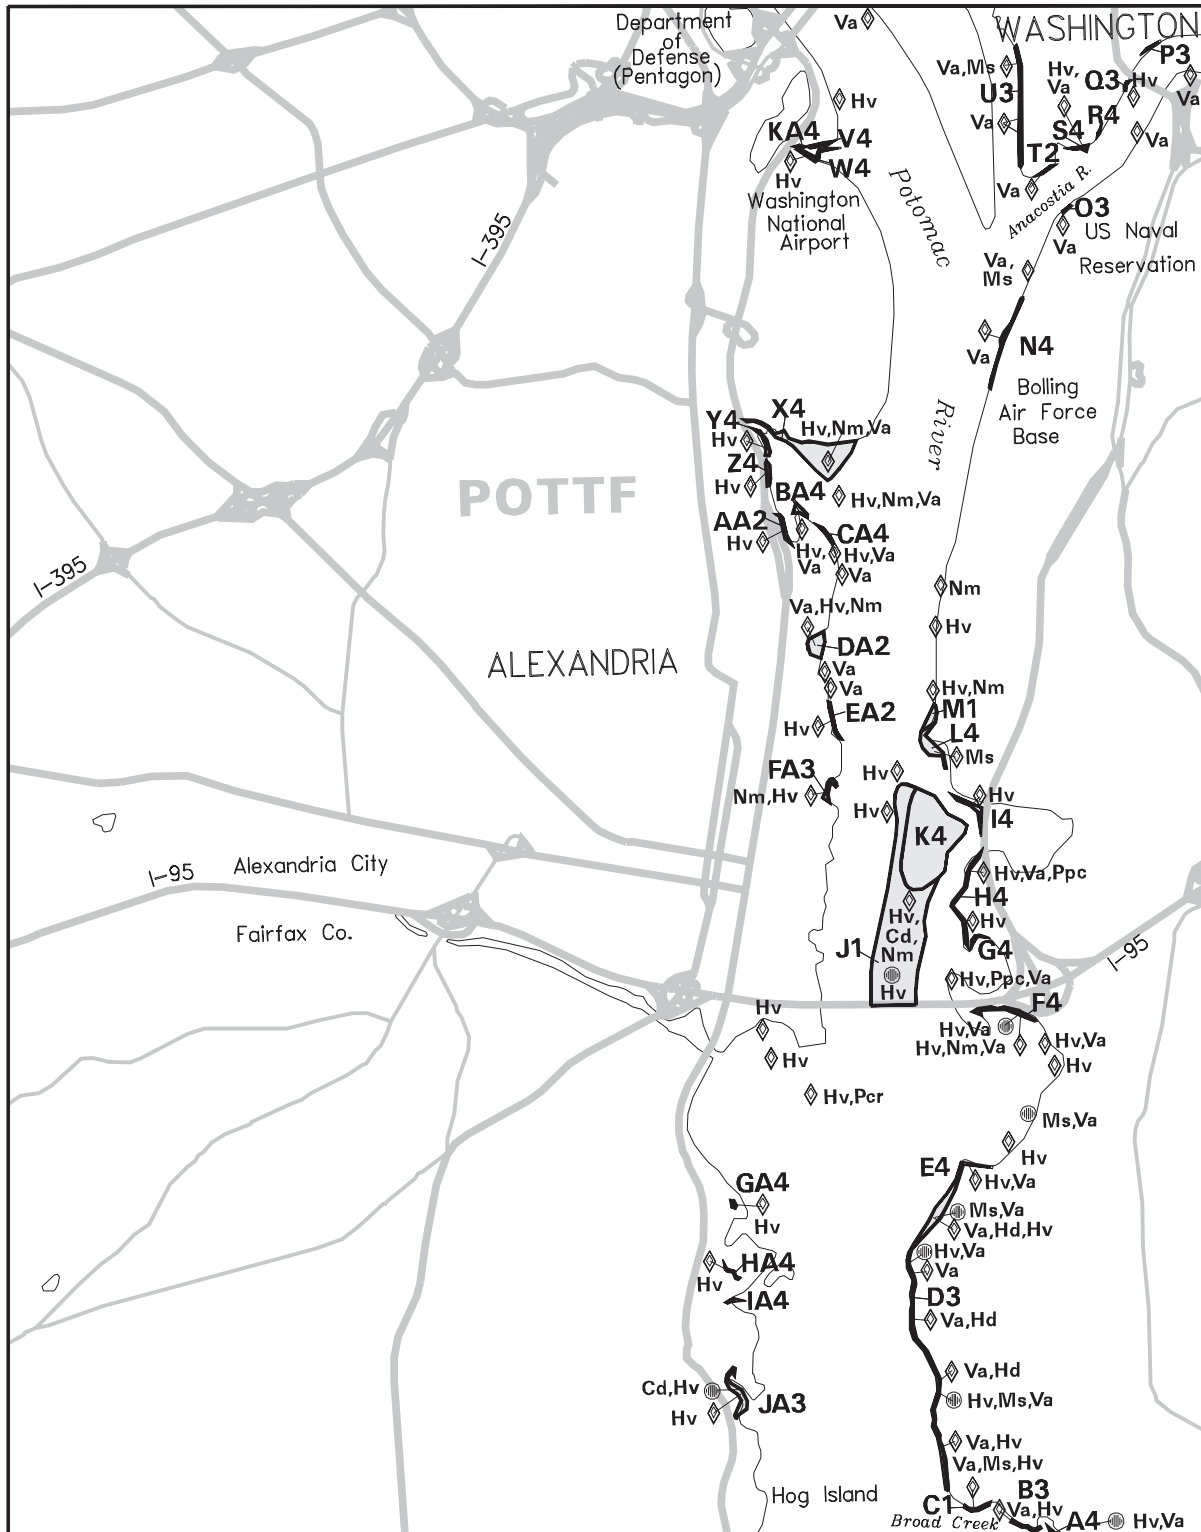 Department
of
Defense
(Pentagon)
Va
WASHINGTON
P3
Va,Ms
Hv,
Va
Q3
Hv
Va
U3
Hv
R4
S4
Va
Va
KA4
V4
W4
T2
Hv
Va
Washington
National
Airport
Potomac
Anacostia R.
O3
Va
US Naval
Reservation
I-395
Va,
Ms
N4
Va
Bolling
Air Force
Base
River
X4
Y4
Hv,Nm,Va
Hv
Z4
POTTF
Hv
BA4
Hv,Nm,Va
AA2
CA4
Hv
Hv,
Va
Hv,Va
Va
I-395
Nm
Va,Hv,Nm
Hv
DA2
ALEXANDRIA
Va
Va
Hv,Nm
M1
EA2
Hv
L4
Ms
FA3
Hv
Nm,Hv
Hv
Hv
I4
K4
I-95
Alexandria City
Hv,Va,Ppc
H4
Hv,
Cd,
Nm
Hv
Hv
Fairfax Co.
J1
G4
I-95
Hv,Ppc,Va
F4
Hv
Hv,Va
Hv,Nm,Va
Hv,Va
Hv
Hv
Hv,Pcr
Ms,Va
Hv
E4
Hv,Va
GA4
Hv
Ms,Va
Va,Hd,Hv
Hv,Va
Va
HA4
Hv
IA4
D3
Va,Hd
Va,Hd
Cd,Hv
Hv,Ms,Va
JA3
Hv
Va,Hv
Va,Ms,Hv
Hog Island
C1
B3
Va,Hv
Broad Creek
A4
Hv,Va